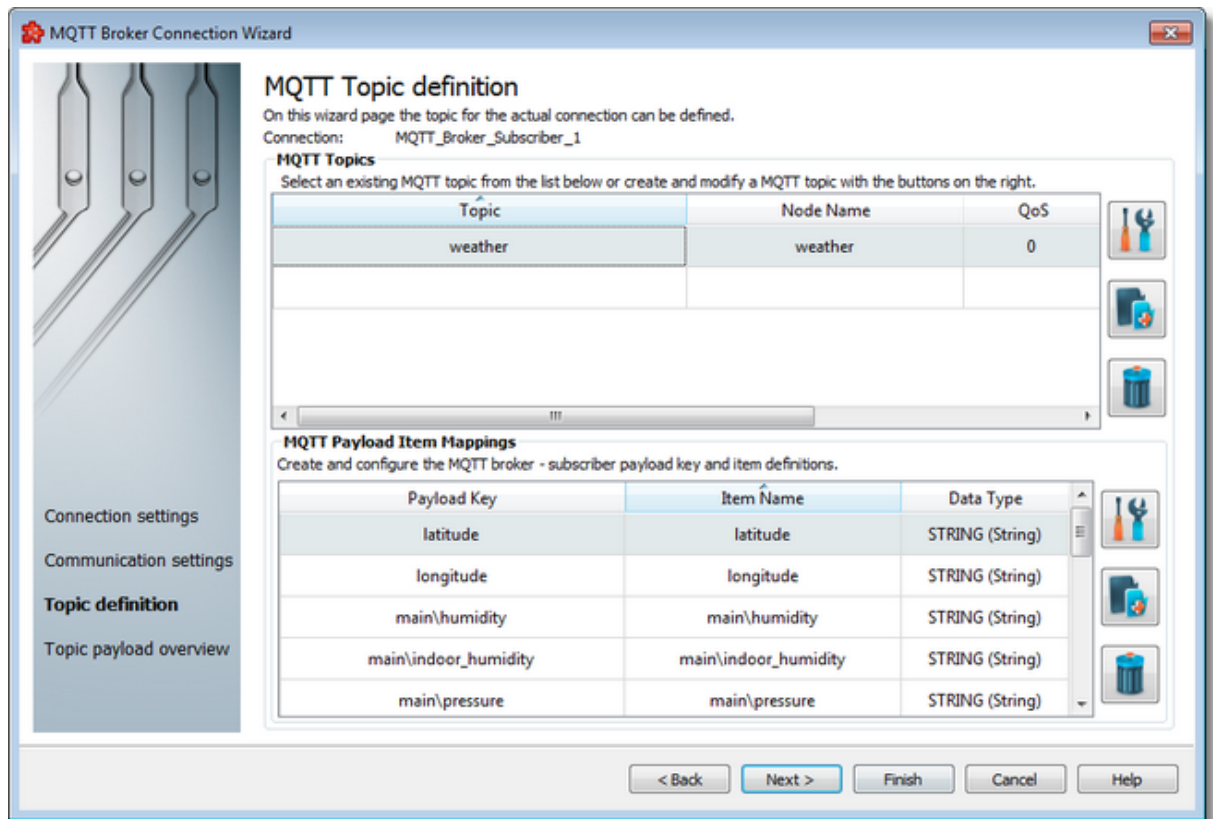 MQTT Broker Connection Wizard
MQTT Topic definition
On this wizard page the topic for the actual connection can be defined.
Connection: MQTT_Broker_Subscriber_1
MQTT Topics
Select an existing MQTT topic from the list below or create and modify a MQTT topic with the buttons on the right.
Topic Node Name QoS
weather weather 0
MQTT Payload Item Mappings
Create and configure the MQTT broker - subscriber payload key and item definitions.
Payload Key Item Name Data Type
latitude latitude STRING (String)
longitude longitude STRING (String)
main\humidity main\humidity STRING (String)
main\indoor_humidity main\indoor_humidity STRING (String)
main\pressure main\pressure STRING (String)
Connection settings
Communication settings
Topic definition
Topic payload overview
< Back Next > Finish Cancel Help